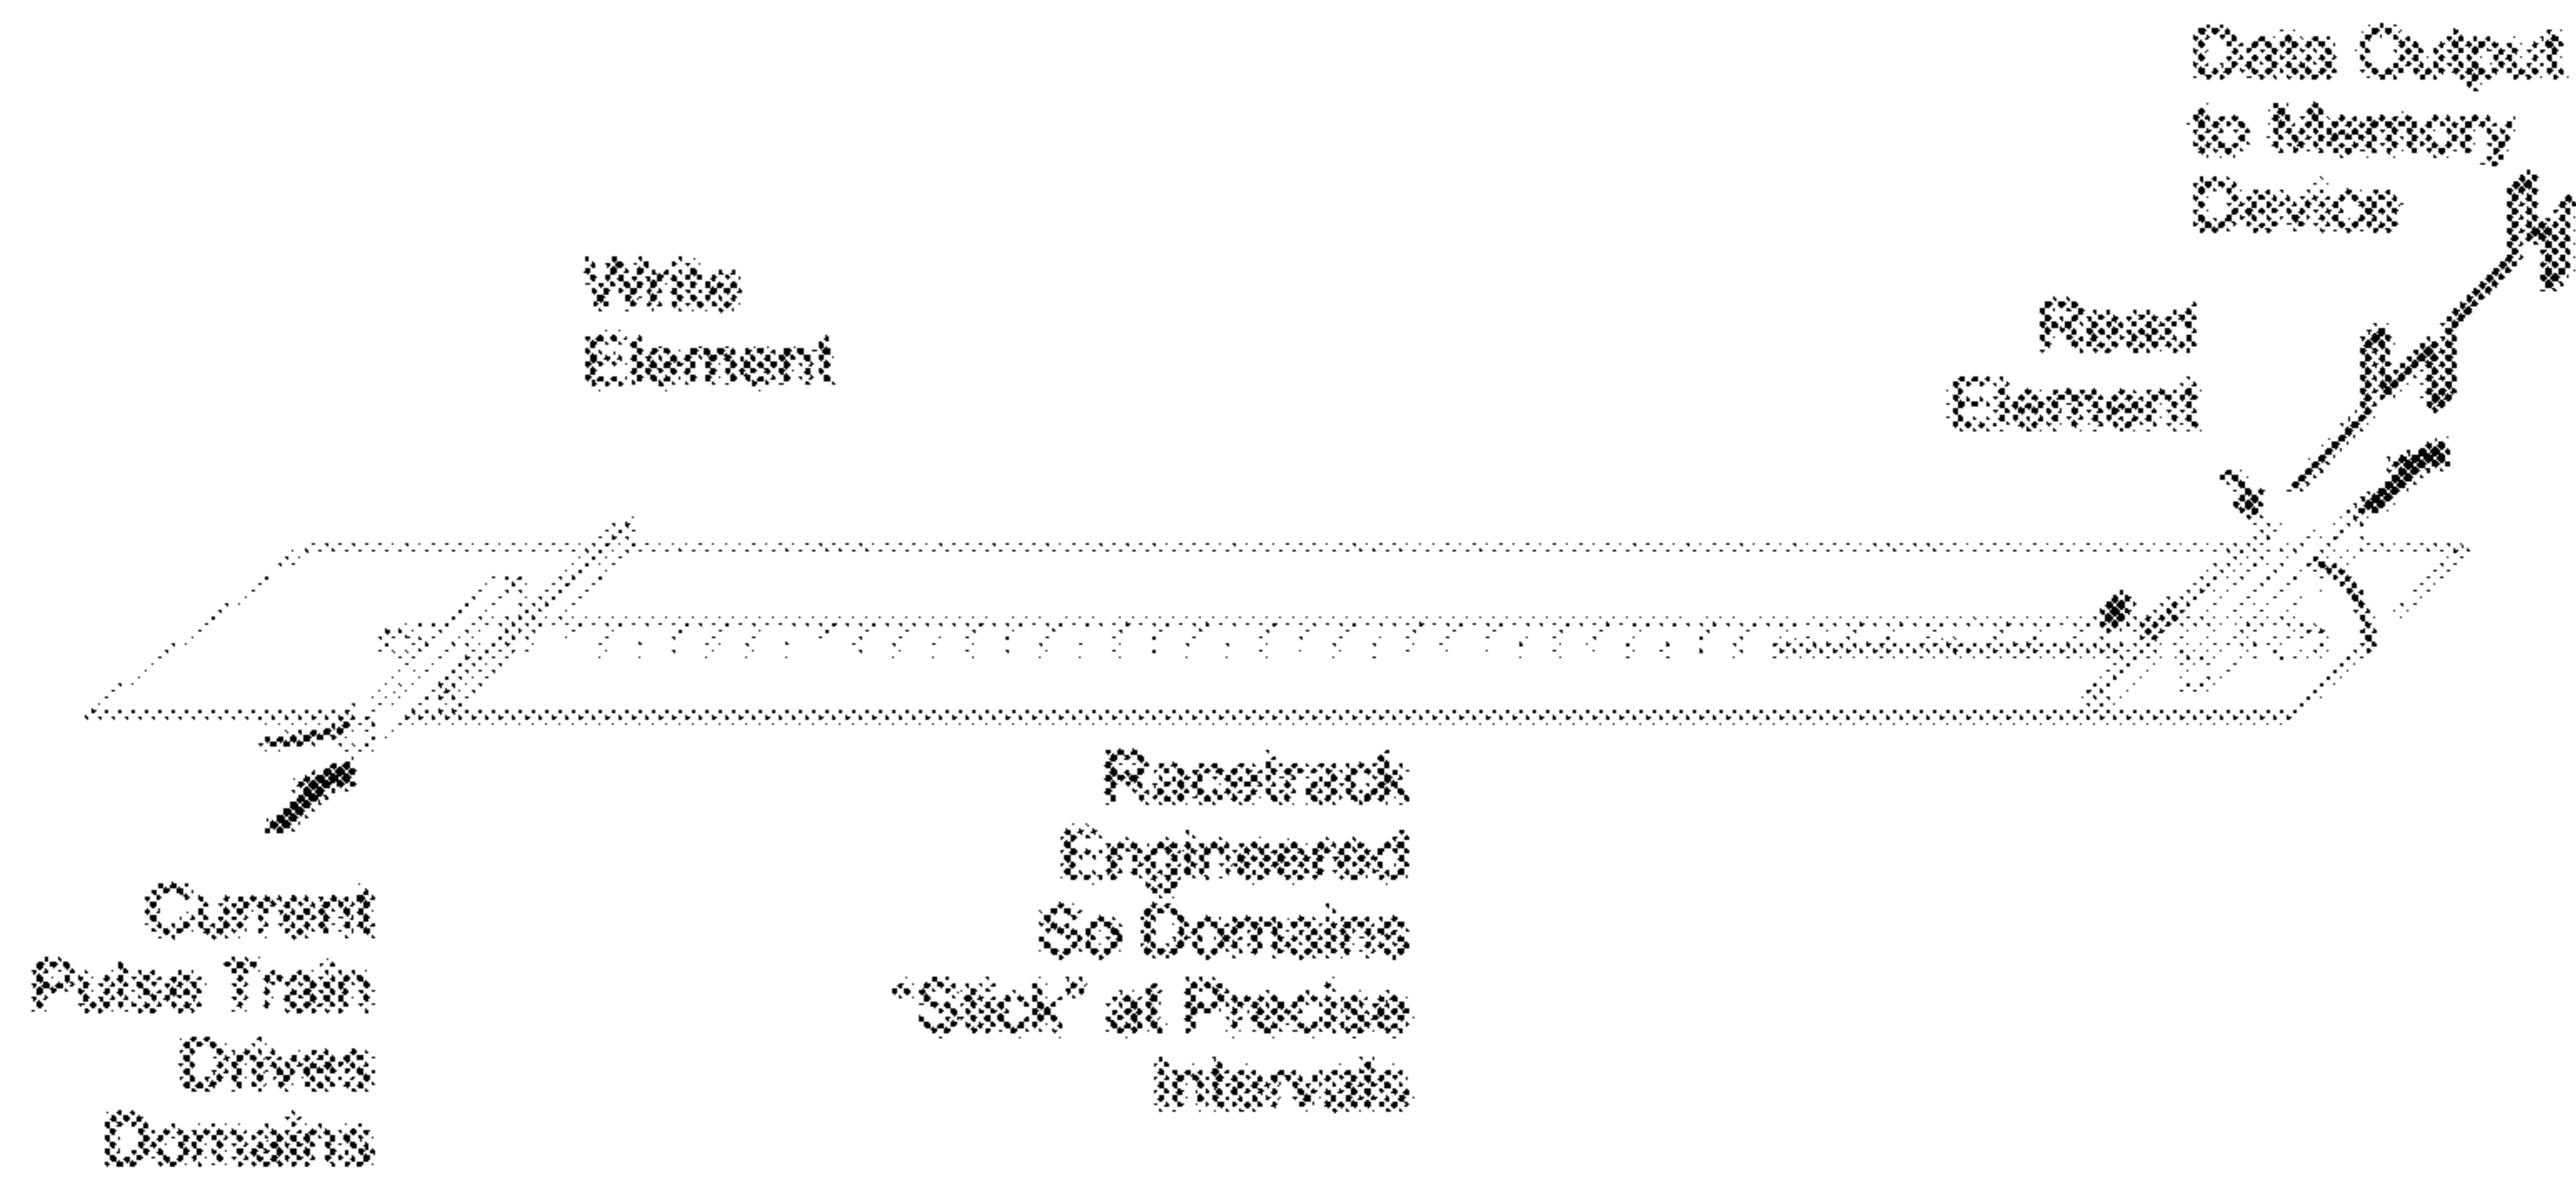 Data Output
to Memory
Device
Write
Element
Read
Element
Racetrack
Engineered
So Domains
"Stick" at Precise
Intervals
Current
Pulse Train
Drives
Domains